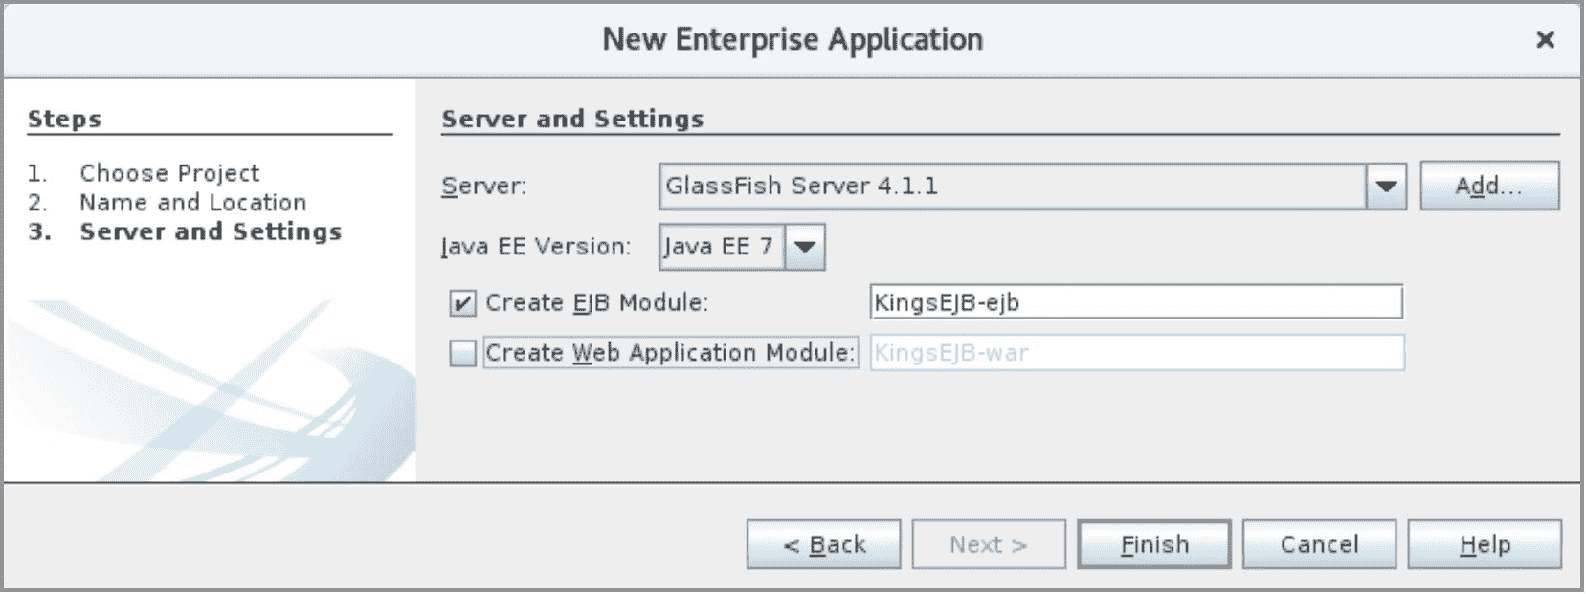 New Enterprise Application
Steps
1. Choose Project
2. Name and Location
3. Server and Settings
Server and Settings
Server: GlassFish Server 4.1.1 Add...
Java EE Version: Java EE 7
Create EJB Module: KingsEJB-ejb
Create Web Application Module: KingsEJB-war
< Back Next > Finish Cancel Help